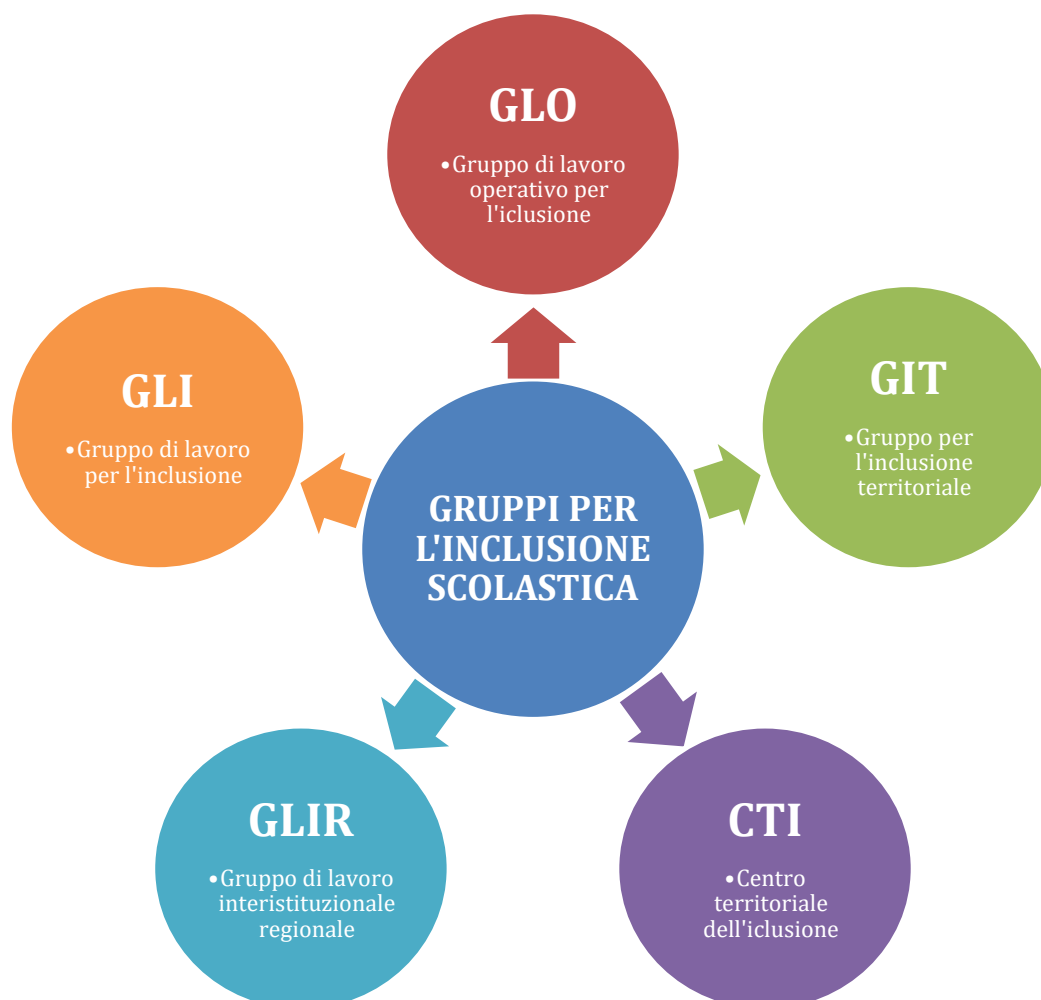 GLO
•Gruppo di lavoro
operativo per
l'iclusione
GLI
•Gruppo di lavoro
per l'inclusione
GIT
•Gruppo per
l'inclusione
territoriale
GRUPPI PER
L'INCLUSIONE
SCOLASTICA
GLIR
•Gruppo di lavoro
interistituzionale
regionale
CTI
•Centro
territoriale
dell'iclusione